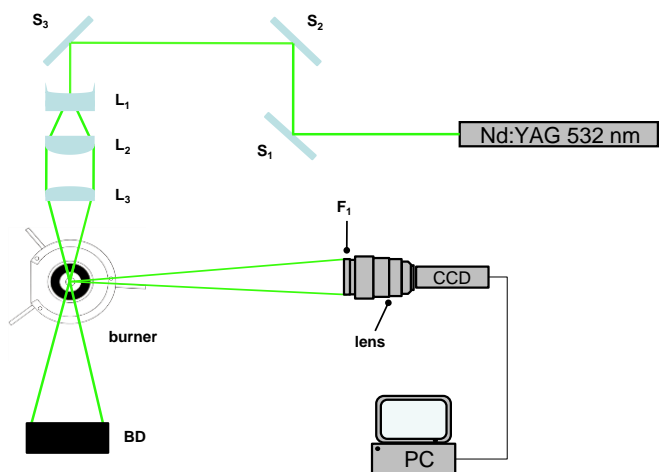 S3
S2
L1
Nd:YAG 532 nm
L2
S1
L3
F1
CCD
burner
lens
BD
PC